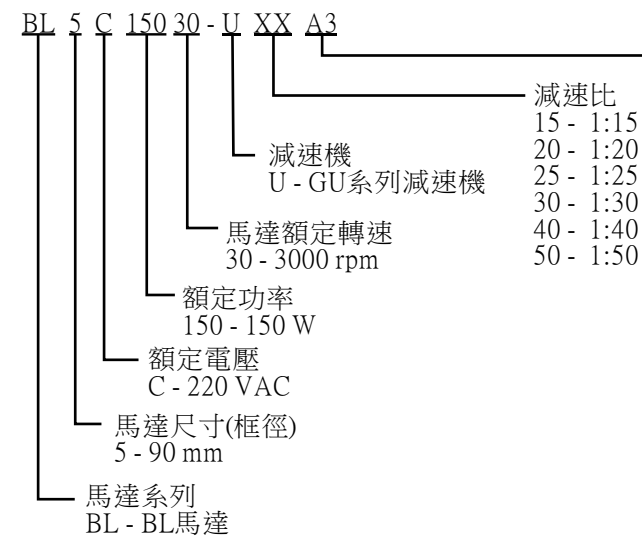 BL 5 C 150 30 - U XX A3
減速比
15 - 1:15
20 - 1:20
25 - 1:25
30 - 1:30
40 - 1:40
50 - 1:50
減速機
U - GU系列減速機
馬達額定轉速
30 - 3000 rpm
額定功率
150 - 150 W
額定電壓
C - 220 VAC
馬達尺寸(框徑)
5 - 90 mm
馬達系列
BL - BL馬達